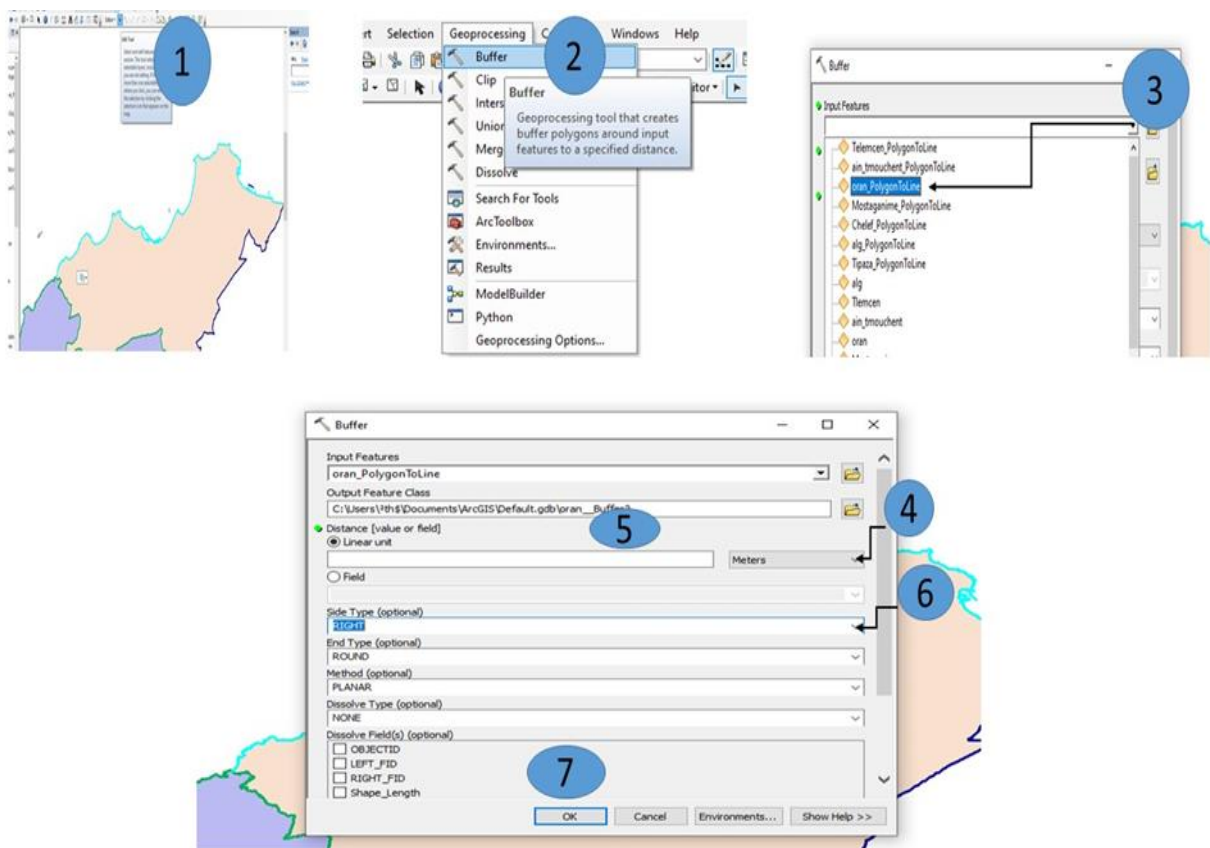 1
Edit Tool
2
Selection Geoprocessing Windows Help
Buffer
Clip
Buffer
Geoprocessing tool that creates
buffer polygons around input
features to a specified distance.
Inters
Union
Merg
Dissolve
Search For Tools
ArcToolbox
Environments...
Results
ModelBuilder
Python
Geoprocessing Options...
3
Buffer
Input Features
Telemcen_PolygonToLine
ain_tmouchent_PolygonToLine
oran_PolygonToLine
Mostaganime_PolygonToLine
Chelef_PolygonToLine
alg_PolygonToLine
Tipaza_PolygonToLine
alg
Tlemcen
ain_tmouchent
oran
Buffer
Input Features
oran_PolygonToLine
Output Feature Class
4
Distance [value or field]
5
Linear unit
Meters
Field
6
Side Type (optional)
RIGHT
End Type (optional)
ROUND
Method (optional)
PLANAR
Dissolve Type (optional)
NONE
Dissolve Field(s) (optional)
OBJECTID
LEFT_FID
7
RIGHT_FID
Shape_Length
OK Cancel Environments... Show Help >>